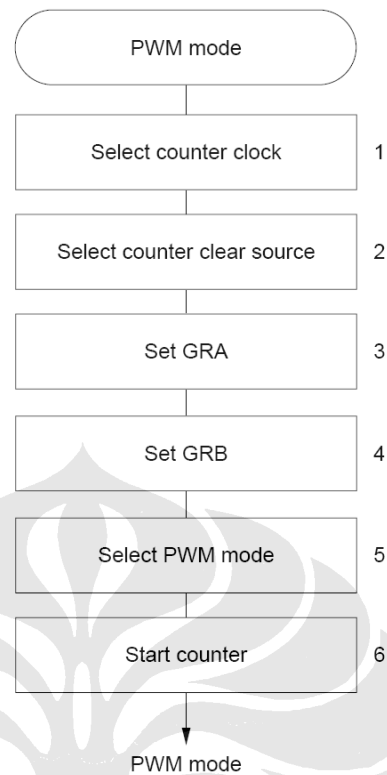 PWM mode
Select counter clock 1
Select counter clear source 2
Set GRA 3
Set GRB 4
Select PWM mode 5
Start counter 6
PWM mode